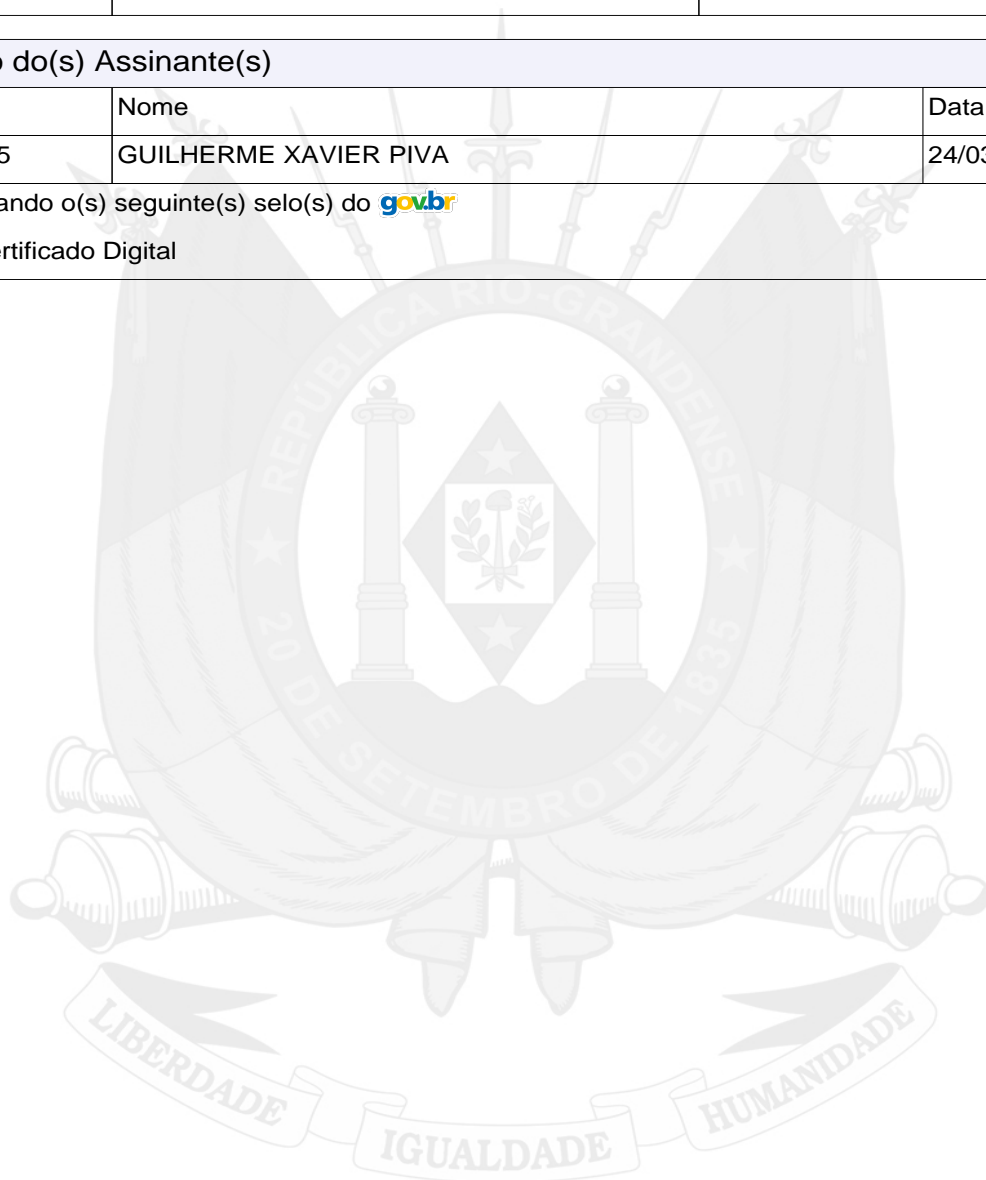 o do(s) Assinante(s)
Nome
Data
5
GUILHERME XAVIER PIVA
24/03
ando o(s) seguinte(s) selo(s) do gov.br
rtificado Digital
REPÚBLICA RIO-GRANDENSE
20 DE SETEMBRO DE 1835
LIBERDADE
IGUALDADE
HUMANIDADE